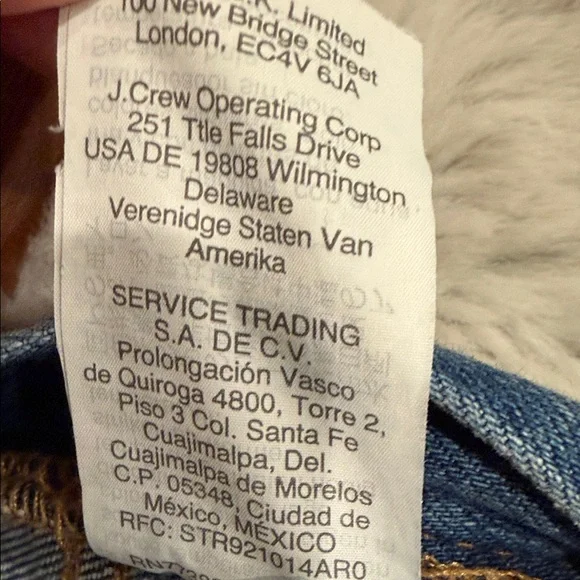 K. Limited
100 New Bridge Street
London, EC4V 6JA
J.Crew Operating Corp
251 Ttle Falls Drive
USA DE 19808 Wilmington
Delaware
Verenidge Staten Van
Amerika
SERVICE TRADING
S.A. DE C.V.
Prolongación Vasco
de Quiroga 4800, Torre 2,
Piso 3 Col. Santa Fe
Cuajimalpa, Del.
Cuajimalpa de Morelos
C.P. 05348, Ciudad de
México, MÉXICO
RFC: STR921014AR0